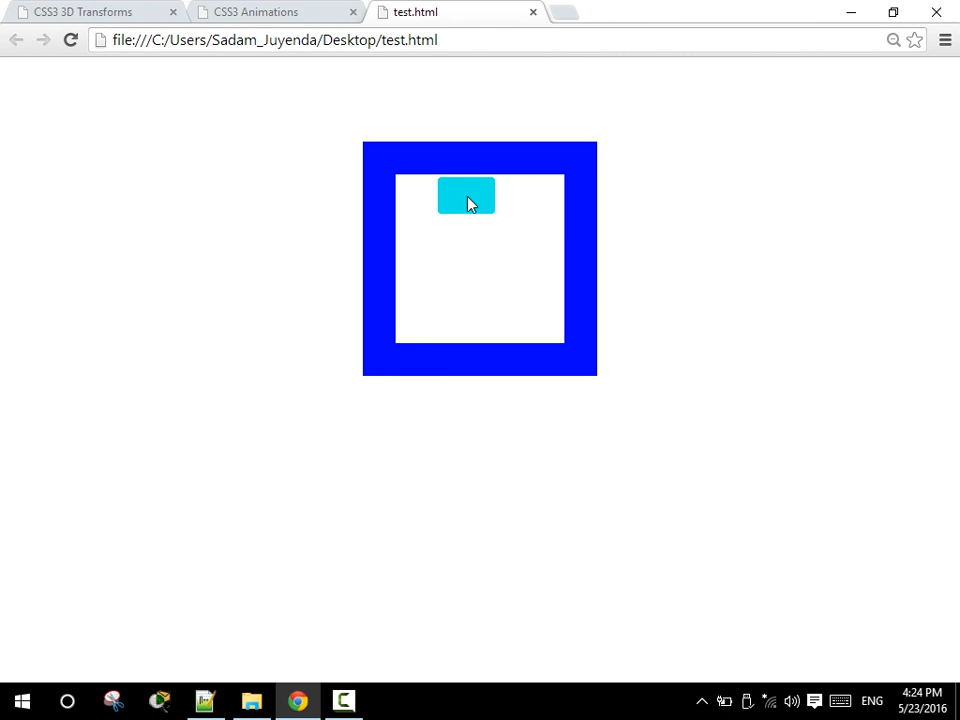 CSS3 3D Transforms
CSS3 Animations
test.html
file:///C:/Users/Sadam_Juyenda/Desktop/test.html
ENG
4:24 PM
5/23/2016